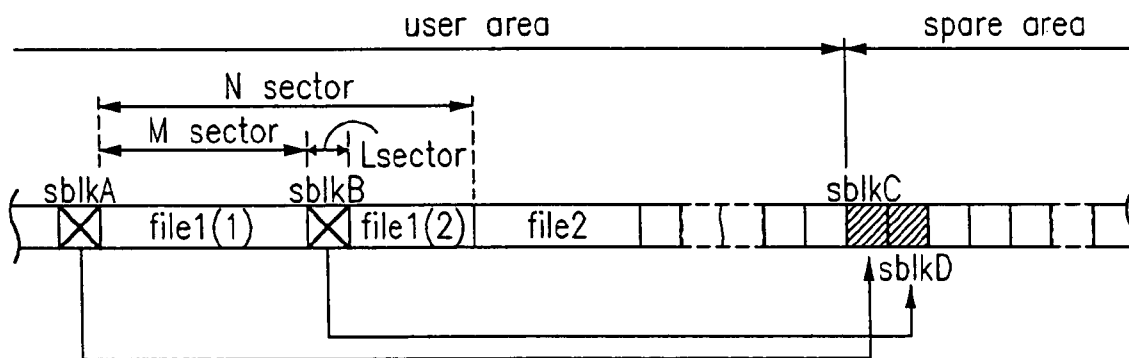 user area spare area
N sector
M sector
Lsector
sblkA sblkB sblkC
file1(1) file1(2) file2
sblkD